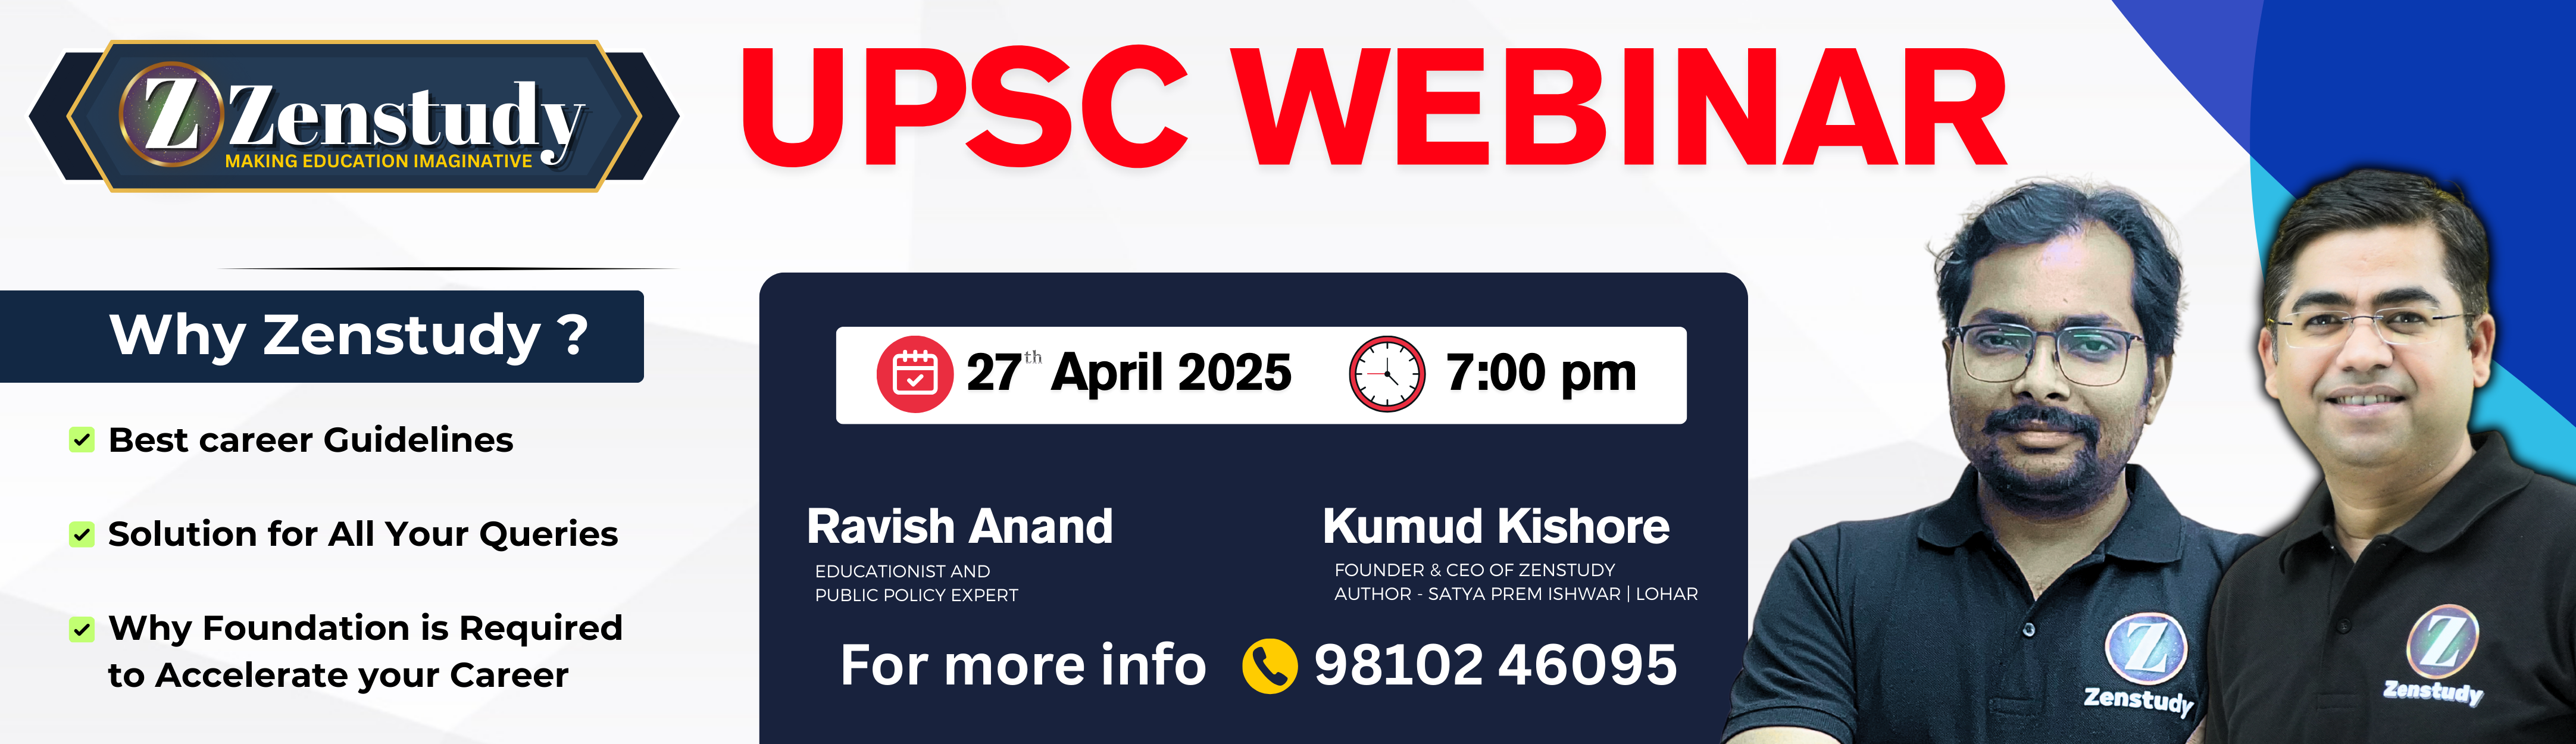 Z Zenstudy
MAKING EDUCATION IMAGINATIVE
UPSC WEBINAR
Why Zenstudy ?
Best career Guidelines
Solution for All Your Queries
Why Foundation is Required
to Accelerate your Career
27th April 2025
7:00 pm
Ravish Anand
EDUCATIONIST AND
PUBLIC POLICY EXPERT
Kumud Kishore
FOUNDER & CEO OF ZENSTUDY
AUTHOR - SATYA PREM ISHWAR | LOHAR
For more info 98102 46095
Z
Zenstudy
Z
Zenstudy